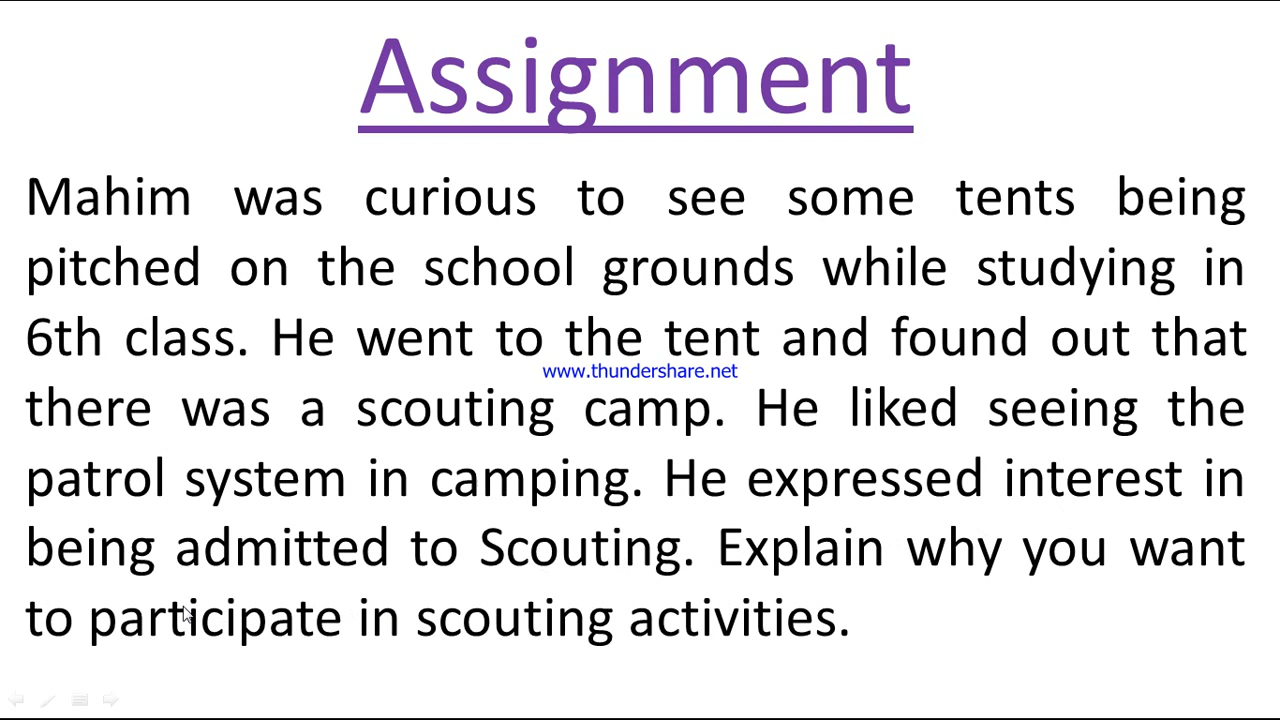 Assignment
Mahim was curious to see some tents being
pitched on the school grounds while studying in
6th class. He went to the tent and found out that
www.thundershare.net
there was a scouting camp. He liked seeing the
patrol system in camping. He expressed interest in
being admitted to Scouting. Explain why you want
to participate in scouting activities.